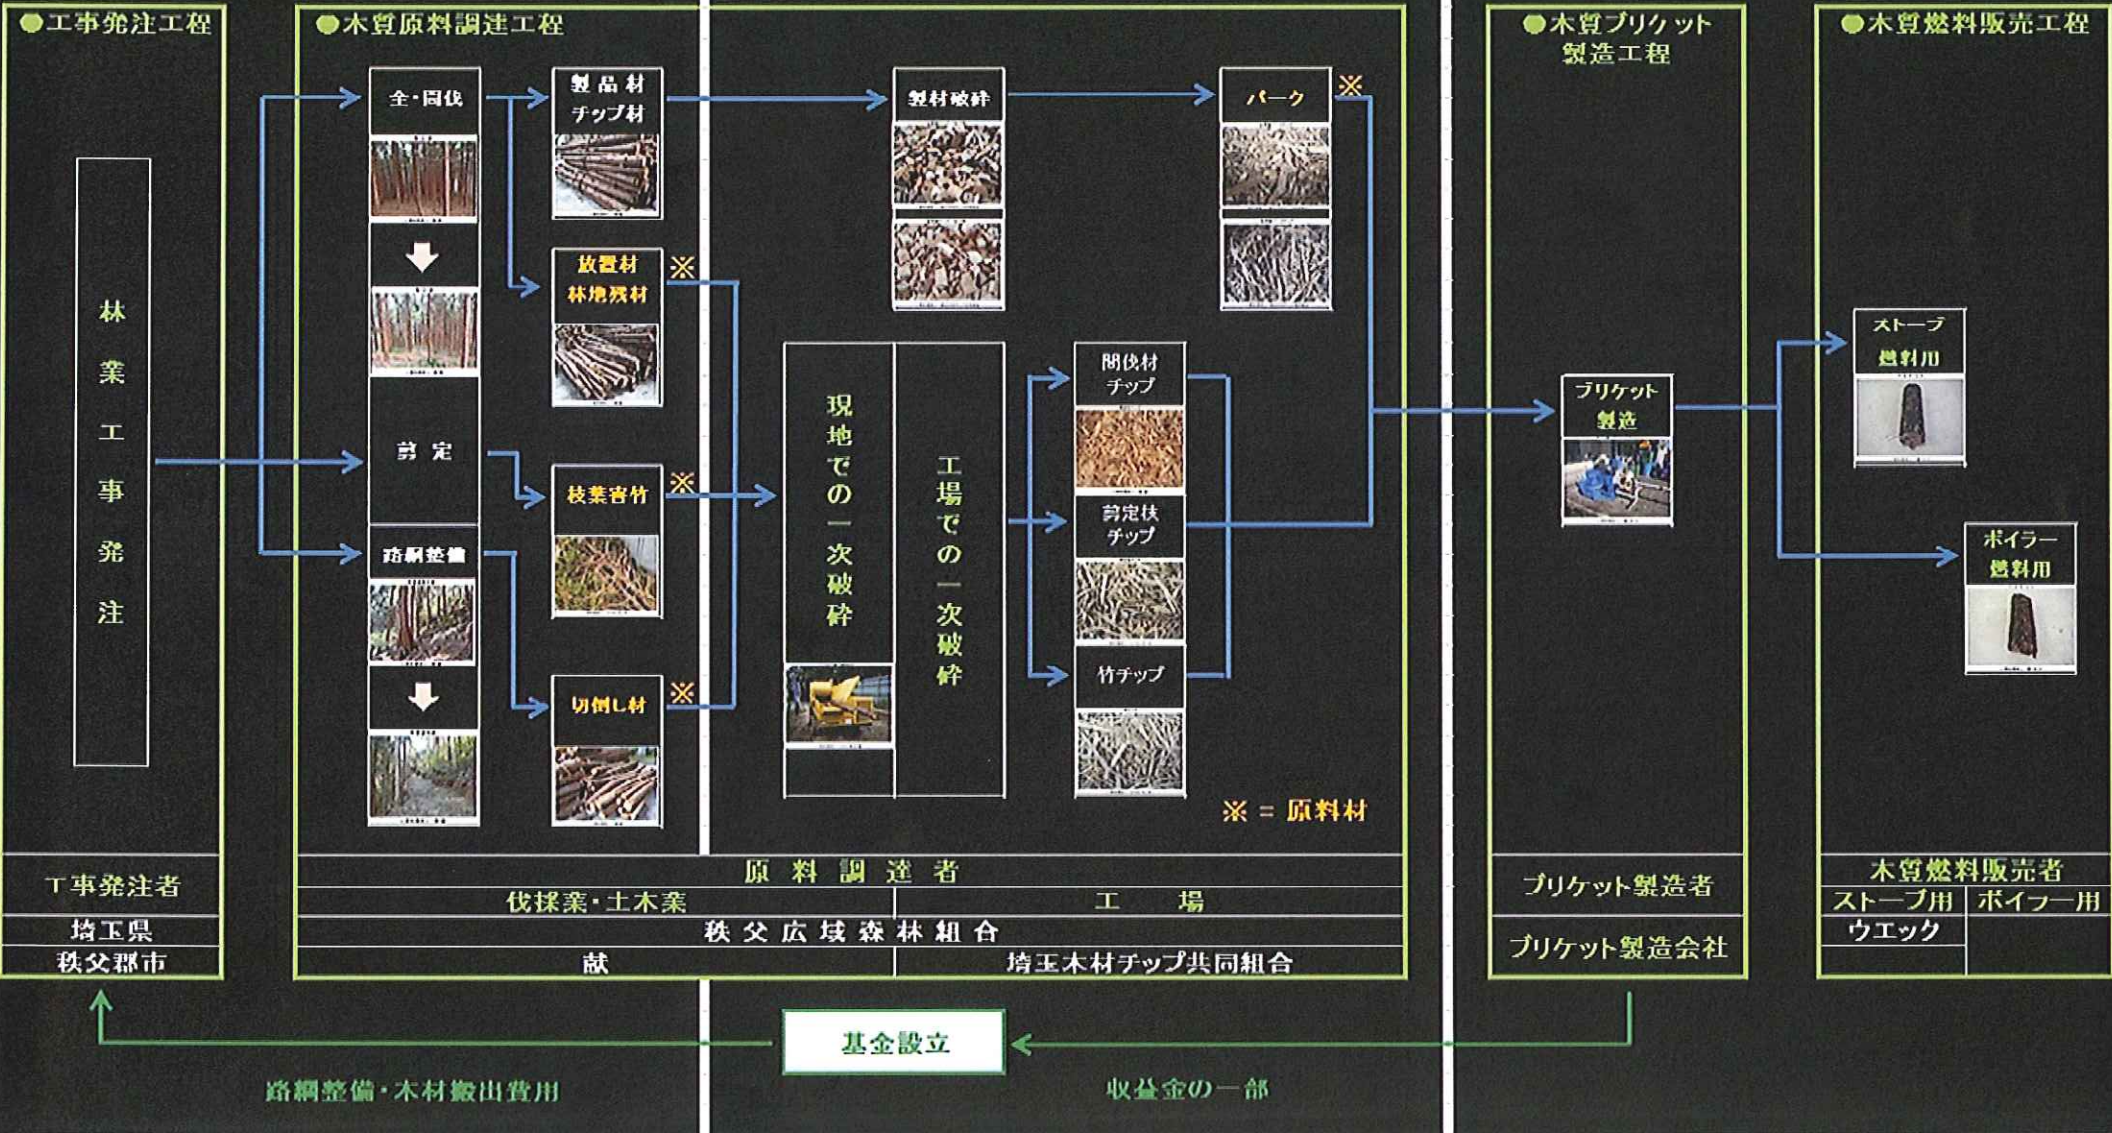 ●工事発注工程
林業工事発注
工事発注者
埼玉県
秩父郡市
●木質原料調達工程
全・間伐
剪定
路網整備
製品材
チップ材
放置材
林地残材
※
枝葉害竹
※
切倒し材
※
製材破砕
バーク
※
現地での一次破砕
工場での一次破砕
間伐材
チップ
剪定枝
チップ
竹チップ
※ = 原料材
原料調達者
伐採業・土木業
工場
秩父広域森林組合
献
埼玉木材チップ共同組合
●木質ブリケット
製造工程
ブリケット
製造
ブリケット製造者
ブリケット製造会社
●木質燃料販売工程
ストーブ
燃料用
ボイラー
燃料用
木質燃料販売者
ストーブ用
ボイラー用
ウエック
基金設立
路網整備・木材搬出費用
収益金の一部